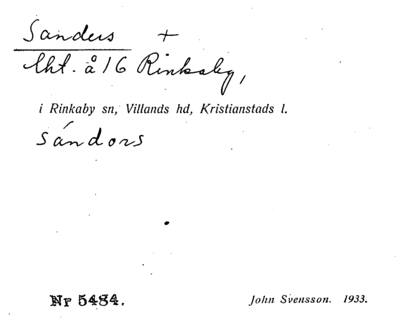 Sanders +
lht. å 16 Rinkaby,
i Rinkaby sn, Villands hd, Kristianstads l.
sándors
Nr 5484. John Svensson. 1933.